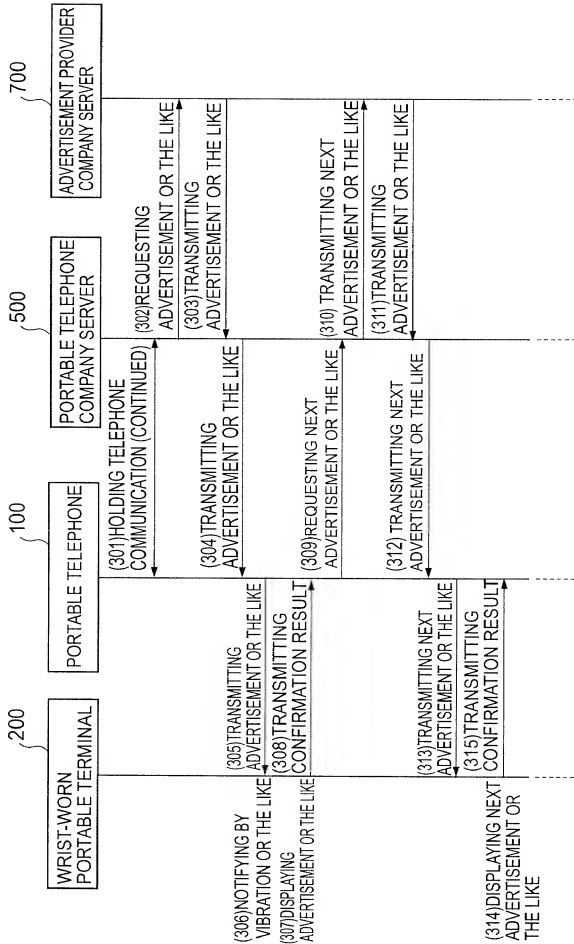 200
WRIST-WORN
PORTABLE TERMINAL
100
PORTABLE TELEPHONE
500
PORTABLE TELEPHONE
COMPANY SERVER
700
ADVERTISEMENT PROVIDER
COMPANY SERVER
(301)HOLDING TELEPHONE
COMMUNICATION (CONTINUED)
(302)REQUESTING
ADVERTISEMENT OR THE LIKE
(303)TRANSMITTING
ADVERTISEMENT OR THE LIKE
(304)TRANSMITTING
ADVERTISEMENT OR THE LIKE
(305)TRANSMITTING
ADVERTISEMENT OR THE LIKE
(306)NOTIFYING BY
VIBRATION OR THE LIKE
(307)DISPLAYING
ADVERTISEMENT OR THE LIKE
(308)TRANSMITTING
CONFIRMATION RESULT
(309)REQUESTING NEXT
ADVERTISEMENT OR THE LIKE
(310) TRANSMITTING NEXT
ADVERTISEMENT OR THE LIKE
(311)TRANSMITTING
ADVERTISEMENT OR THE LIKE
(312) TRANSMITTING NEXT
ADVERTISEMENT OR THE LIKE
(313)TRANSMITTING NEXT
ADVERTISEMENT OR THE LIKE
(315)TRANSMITTING
CONFIRMATION RESULT
(314)DISPLAYING NEXT
ADVERTISEMENT OR
THE LIKE